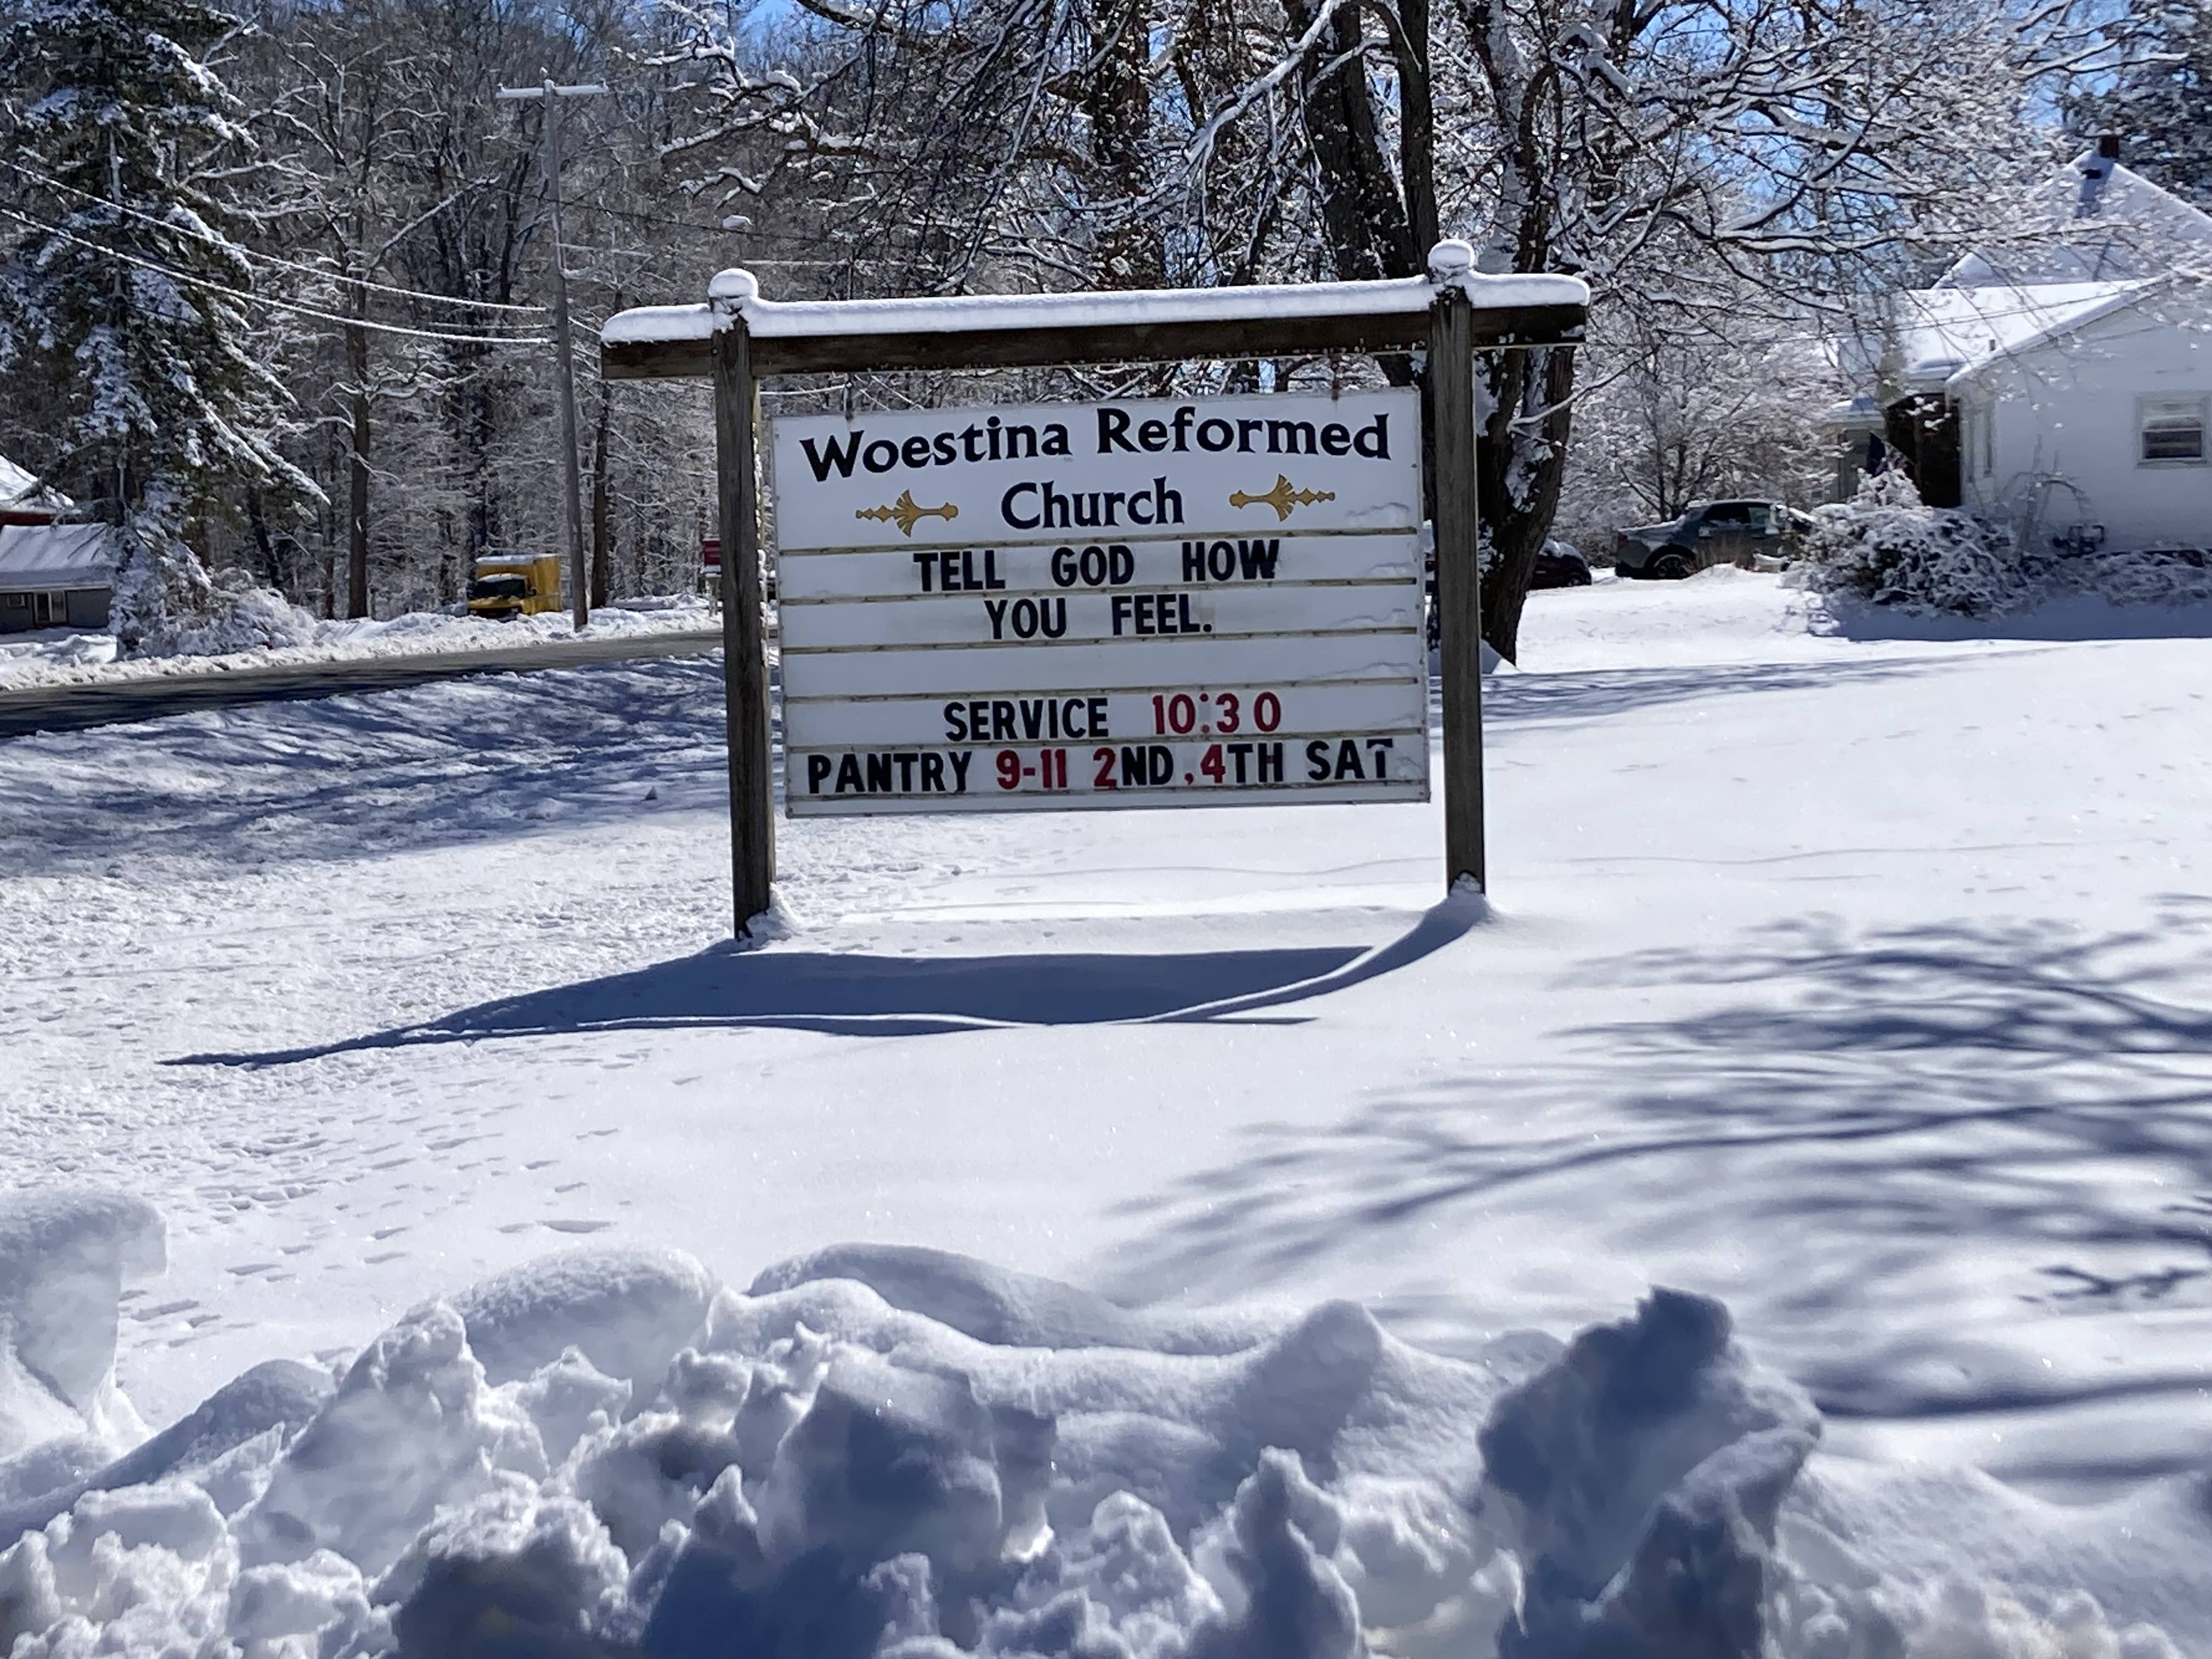 Woestina Reformed
Church
TELL GOD HOW
YOU FEEL.
SERVICE 10:30
PANTRY 9-11 2ND,4TH SAT